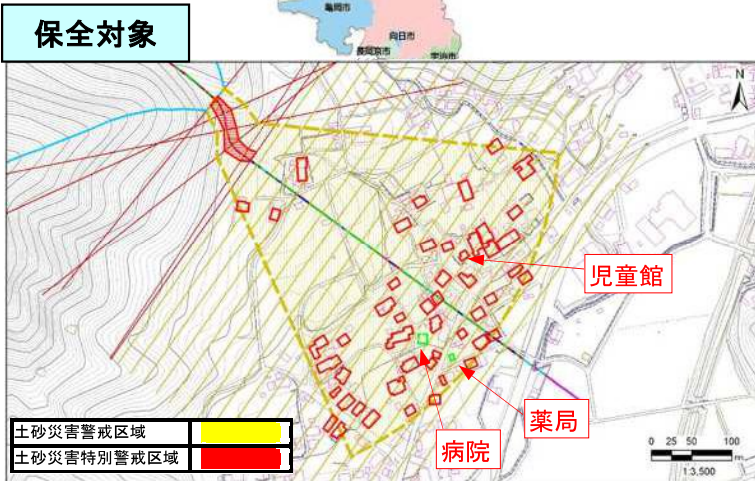 亀岡市
向日市
長岡京市
宇治市
保全対象
N
児童館
薬局
病院
土砂災害警戒区域
土砂災害特別警戒区域
0 25 50 100
m
1:3,500